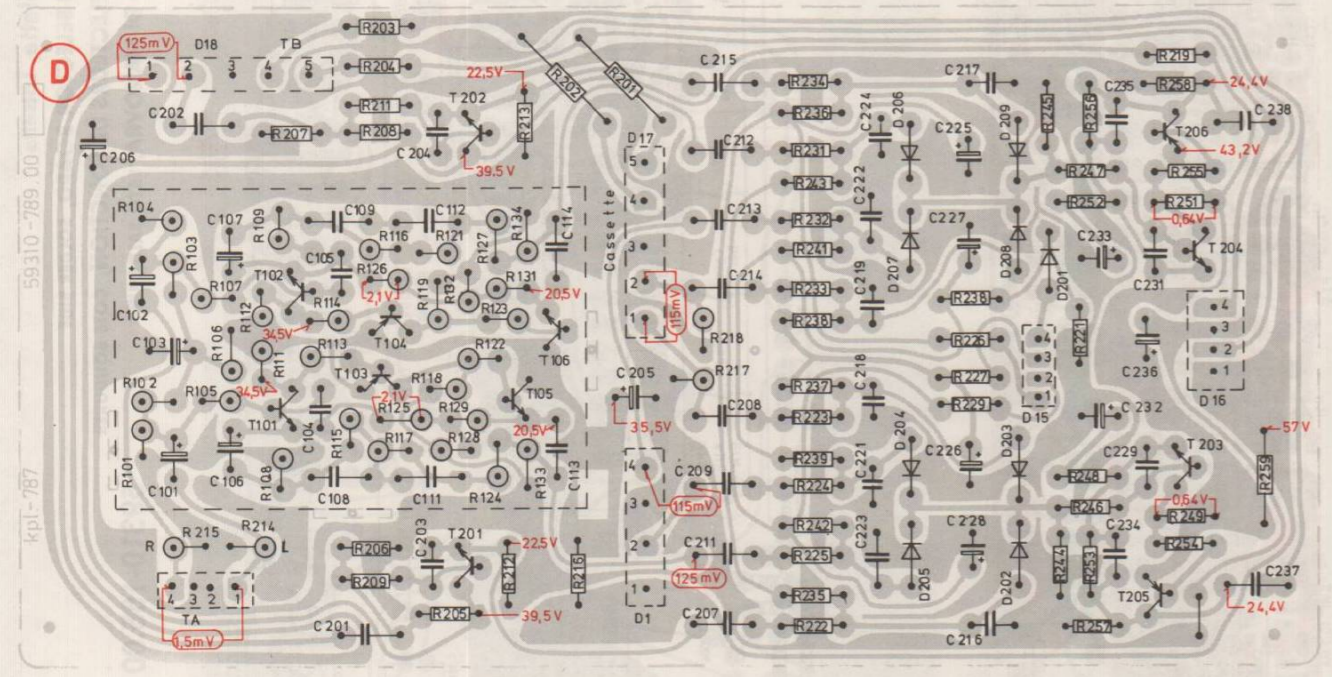 R203
125mV D18 TB
D
1 2 3 4 5
R204
22,5V
R202
R201
C202
R211
T202
R213
R207
R208
C204
C206
39.5V
59310-789 00
kpl-787
R104
R103
C107
R109
C109
C112
R134
C114
R127
R116
R121
C105
R126
2,1V
R119
R132
R131
20,5V
R107
T102
R114
C102
R112
34,5V
R123
T104
T106
C103
R106
R111
R113
R122
T103
R118
R102
R105
34,5V
2,1V
R125
R129
T105
T101
C104
R115
20,5V
R117
R128
R101
C101
C106
R108
C108
C111
R124
R133
C113
R215
R214
R
L
4 3 2 1
TA
1,5mV
R206
R209
C203
T201
22.5V
R212
R216
R205
39,5V
C201
D17
5
4
3
2
1
Cassette
115mV
C215
C212
C213
C214
R218
R217
C205
35,5V
C208
4
3
2
1
D1
C209
115mV
C211
125mV
C207
R234
R236
R231
R243
R232
R241
R233
R238
R237
R223
R239
R224
R242
R225
R235
R222
C217
C224
D206
C225
D209
C222
C227
D207
D208
D201
C219
R238
R226
R227
R229
C218
4
3
2
1
D15
R221
D204
D203
C221
C226
C223
C228
D205
D202
C216
R219
R258
24,4V
R245
R256
C235
C238
T206
43,2V
R247
R255
R252
R251
0,64V
C233
T204
C231
C236
4
3
2
1
D16
C232
57V
T203
C229
R248
R259
0,64V
R246
R249
C234
R254
R244
R253
C237
T205
24,4V
R257